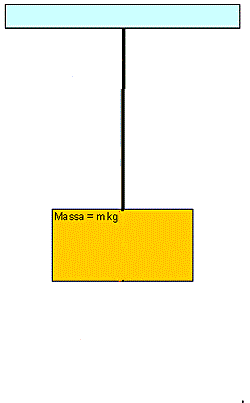 Massa = m kg